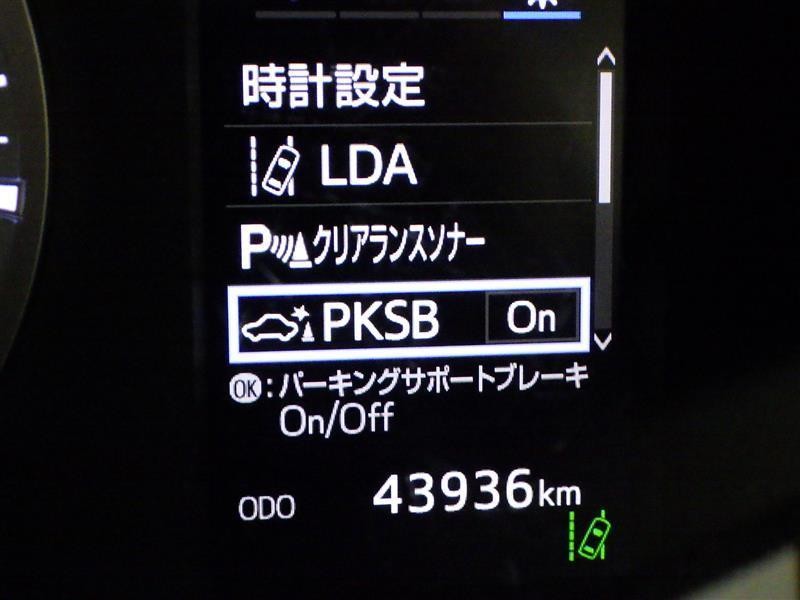 時計設定
LDA
Pクリアランスソナー
PKSB On
OK:パーキングサポートブレーキ
On/Off
ODO 43936km